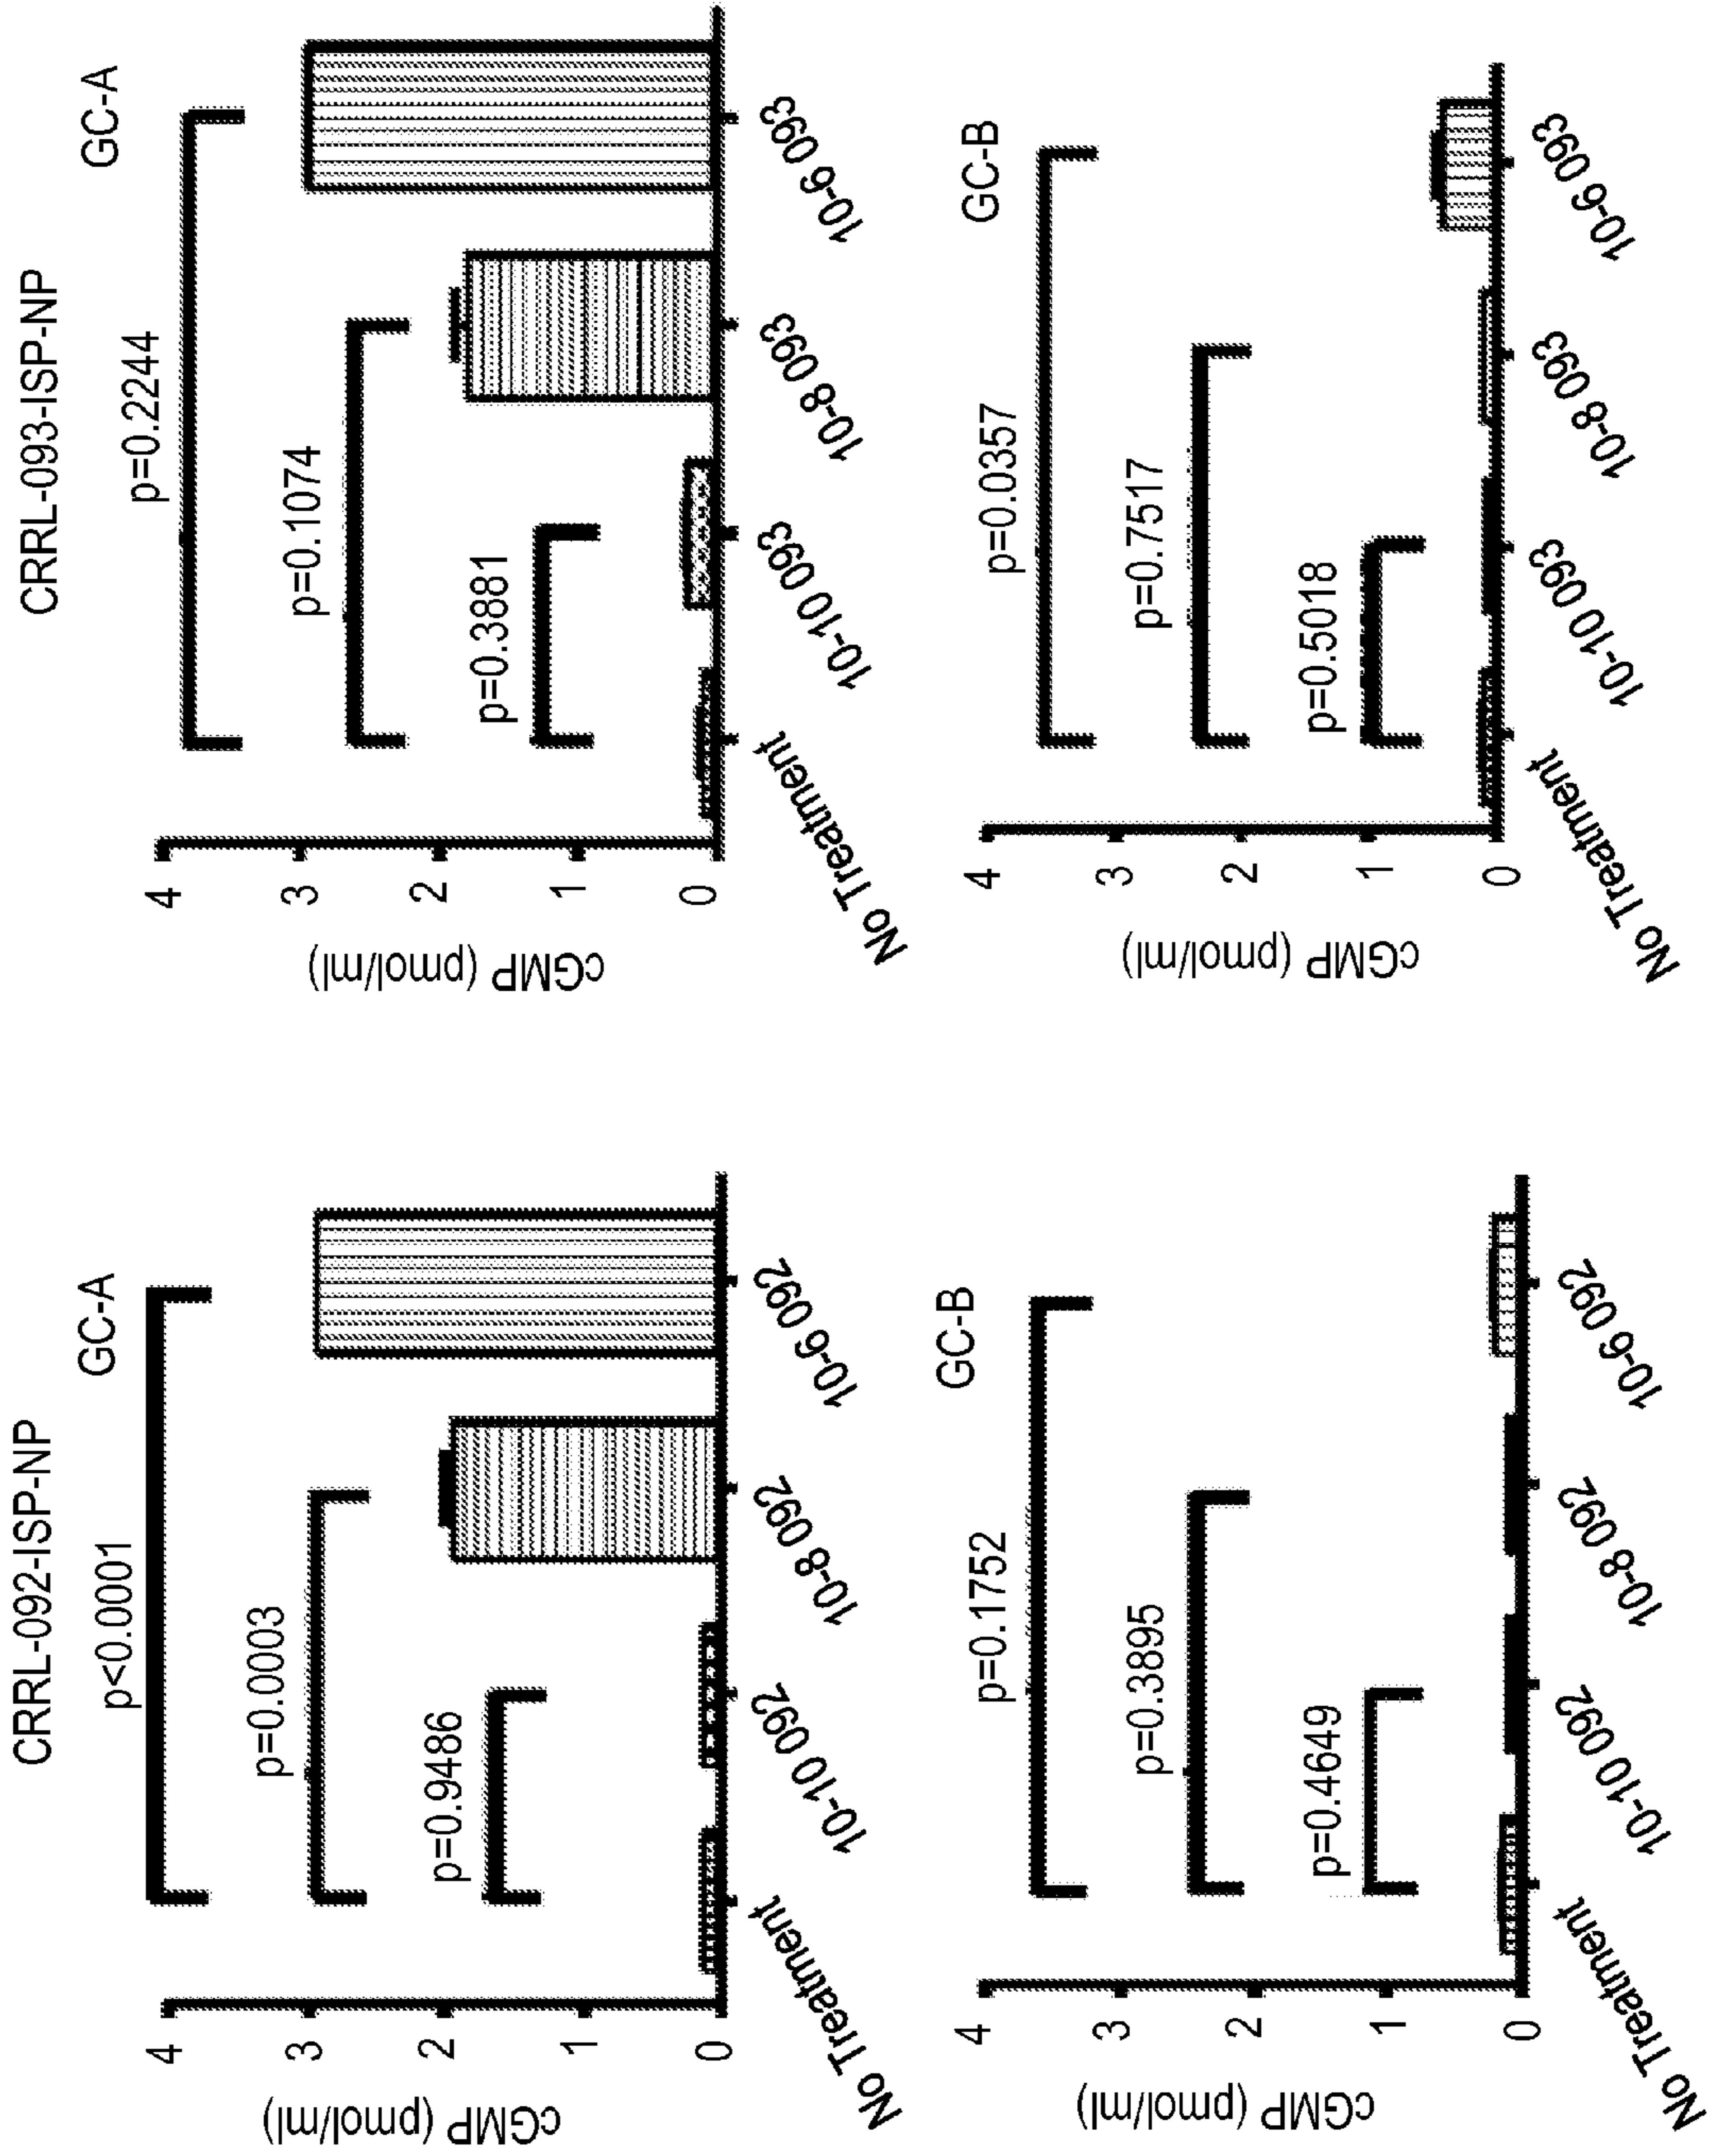 CRRL-092-ISP-NP
GC-A
p<0.0001
p=0.0003
p=0.9486
cGMP (pmol/ml)
4
3
2
1
0
No Treatment
10-10 092
10-8 092
10-6 092
GC-B
p=0.1752
p=0.3895
p=0.4649
cGMP (pmol/ml)
4
3
2
1
0
No Treatment
10-10 092
10-8 092
10-6 092
CRRL-093-ISP-NP
GC-A
p=0.2244
p=0.1074
p=0.3881
cGMP (pmol/ml)
4
3
2
1
0
No Treatment
10-10 093
10-8 093
10-6 093
GC-B
p=0.0357
p=0.7517
p=0.5018
cGMP (pmol/ml)
4
3
2
1
0
No Treatment
10-10 093
10-8 093
10-6 093